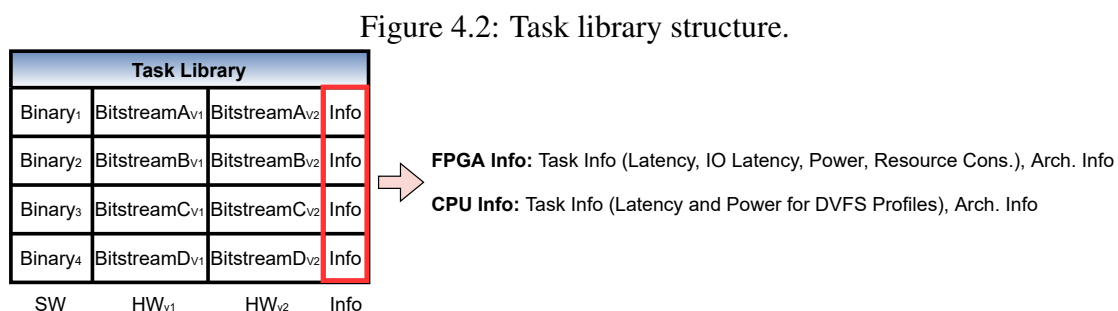 Figure 4.2: Task library structure.
Task Library
Binary1 BitstreamAV1 BitstreamAV2 Info
Binary2 BitstreamBV1 BitstreamBV2 Info
Binary3 BitstreamCV1 BitstreamCV2 Info
Binary4 BitstreamDV1 BitstreamDV2 Info
SW HWv1 HWv2 Info
FPGA Info: Task Info (Latency, IO Latency, Power, Resource Cons.), Arch. Info
CPU Info: Task Info (Latency and Power for DVFS Profiles), Arch. Info